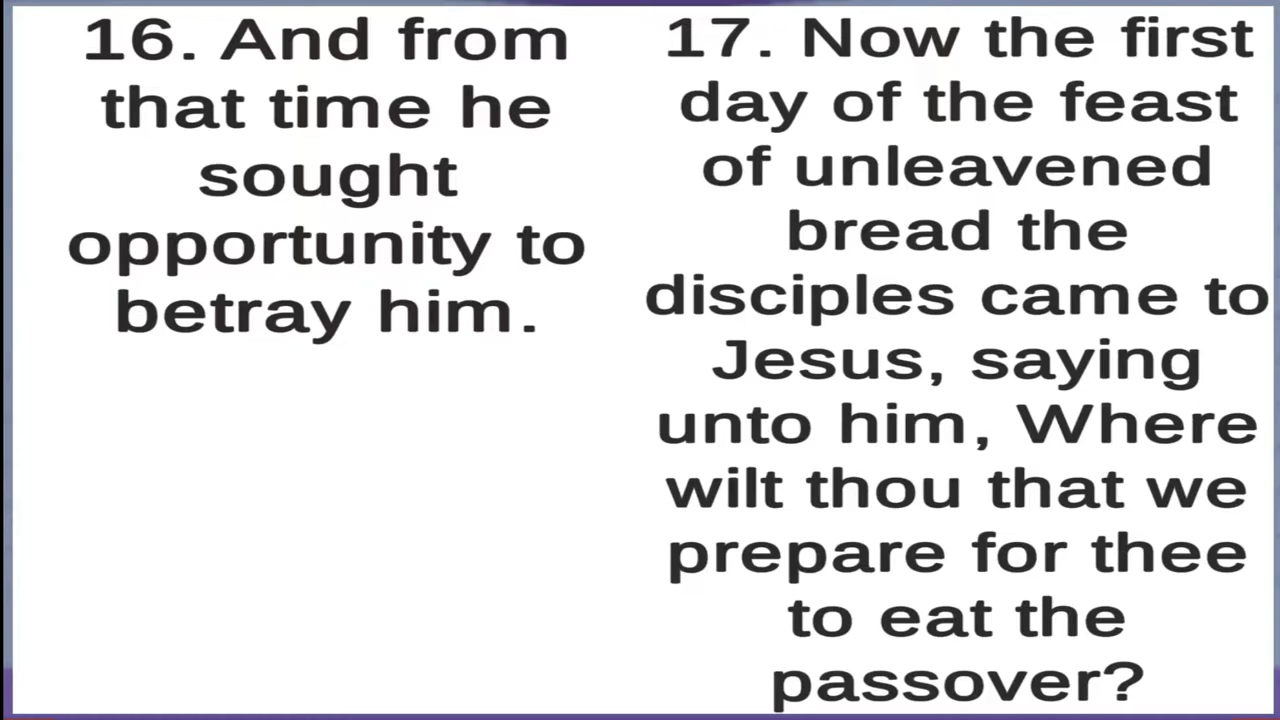 16. And from
that time he
sought
opportunity to
betray him.
17. Now the first
day of the feast
of unleavened
bread the
disciples came to
Jesus, saying
unto him, Where
wilt thou that we
prepare for thee
to eat the
passover?